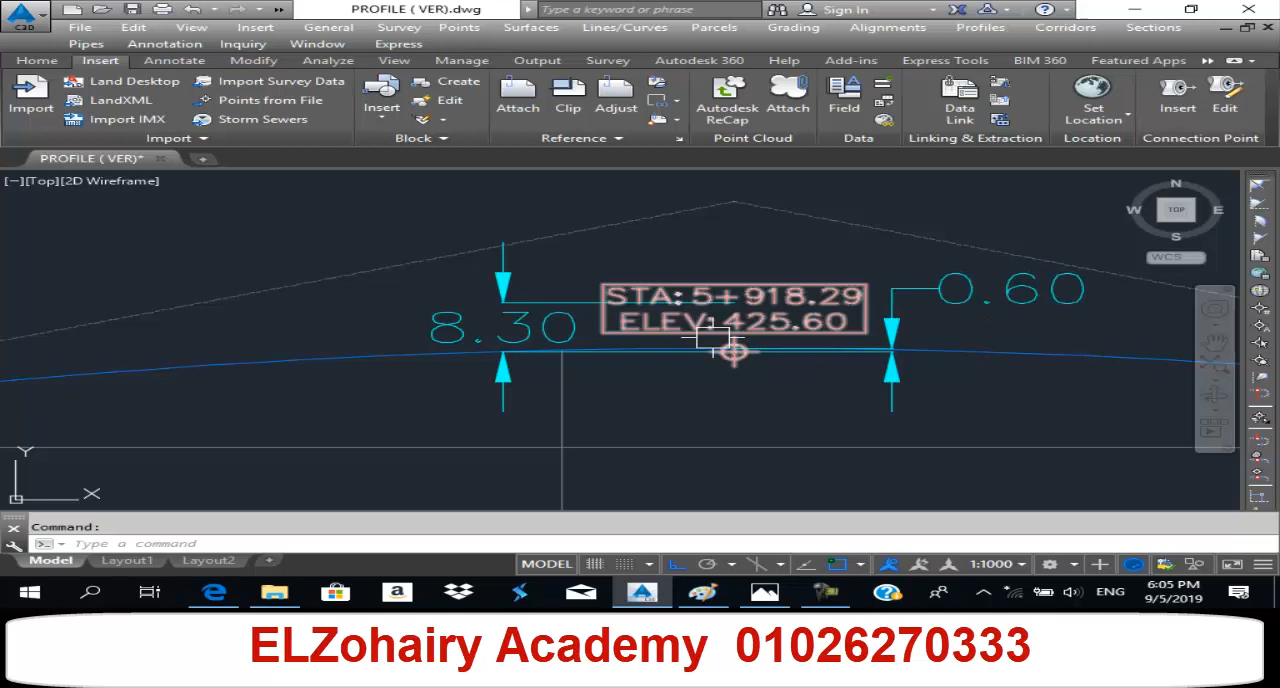 PROFILE ( VER).dwg
Type a keyword or phrase
Sign In
C3D
File Edit View Insert General Survey Points Surfaces Lines/Curves Parcels Grading Alignments Profiles Corridors Sections
Pipes Annotation Inquiry Window Express
Home Insert Annotate Modify Analyze View Manage Output Survey Autodesk 360 Help Add-ins Express Tools BIM 360 Featured Apps
Import
Land Desktop
LandXML
Import IMX
Import Survey Data
Points from File
Storm Sewers
Insert
Create
Edit
Attach
Clip
Adjust
Autodesk
ReCap
Attach
Field
Data
Link
Set
Location
Insert
Edit
Import
Block
Reference
Point Cloud
Data
Linking & Extraction
Location
Connection Point
PROFILE ( VER)*
[−][Top][2D Wireframe]
N
W TOP E
S
WCS
STA: 5+918.29
ELEV: 425.60
8.30
0.60
Y
X
Command:
Type a command
Model Layout1 Layout2
MODEL
1:1000
ENG
6:05 PM
9/5/2019
ELZohairy Academy 01026270333